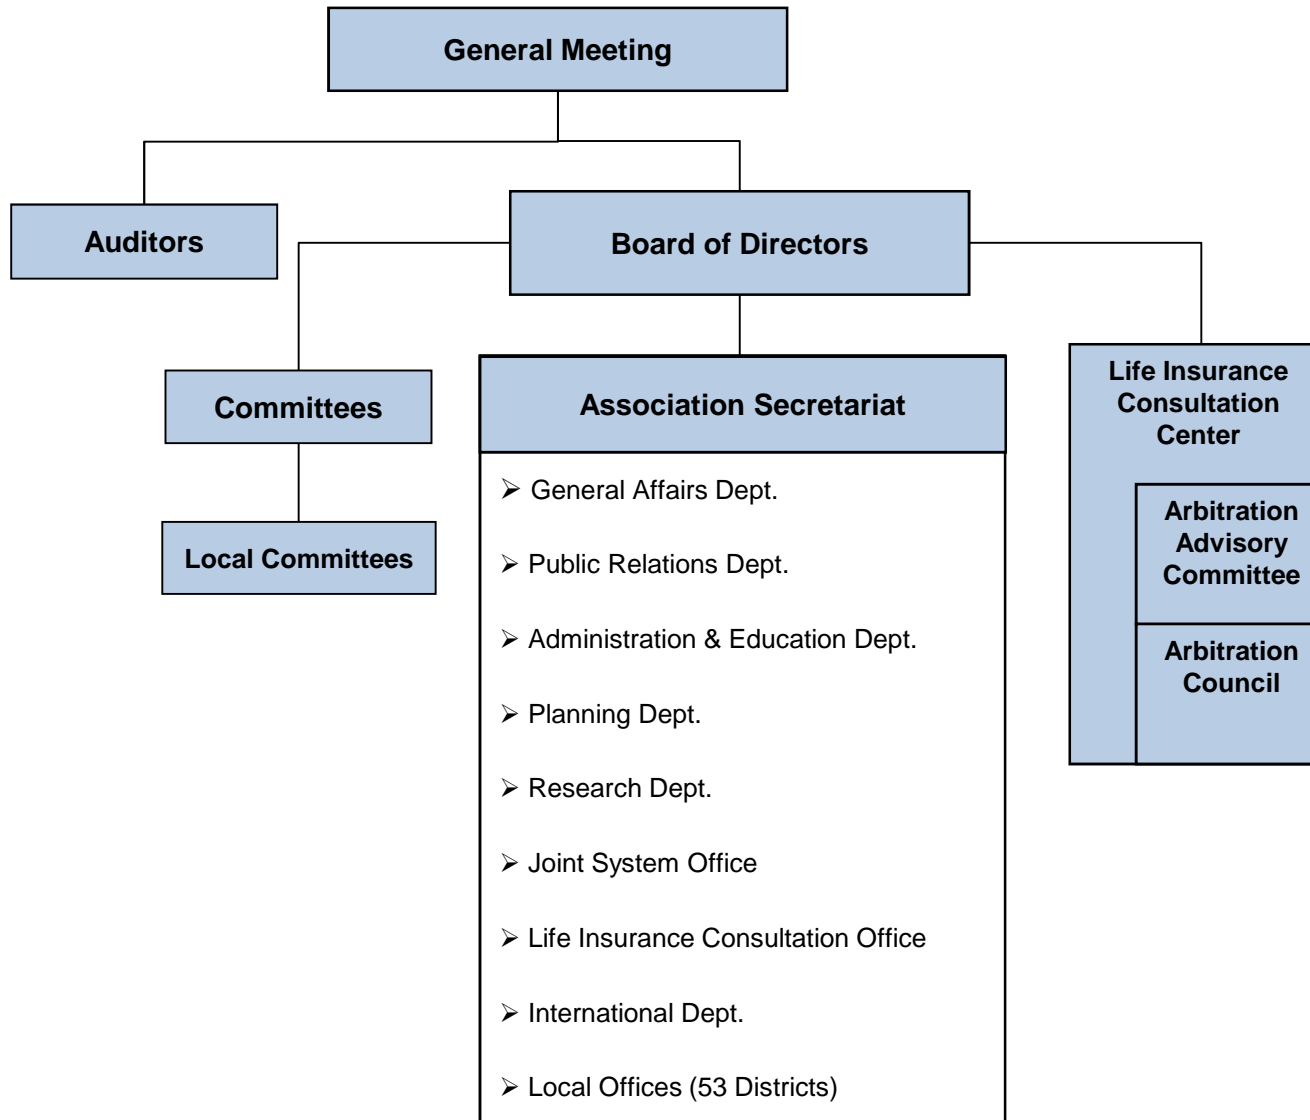 General Meeting
Auditors
Board of Directors
Committees
Local Committees
Association Secretariat
➢ General Affairs Dept.
➢ Public Relations Dept.
➢ Administration & Education Dept.
➢ Planning Dept.
➢ Research Dept.
➢ Joint System Office
➢ Life Insurance Consultation Office
➢ International Dept.
➢ Local Offices (53 Districts)
Life Insurance
Consultation
Center
Arbitration
Advisory
Committee
Arbitration
Council